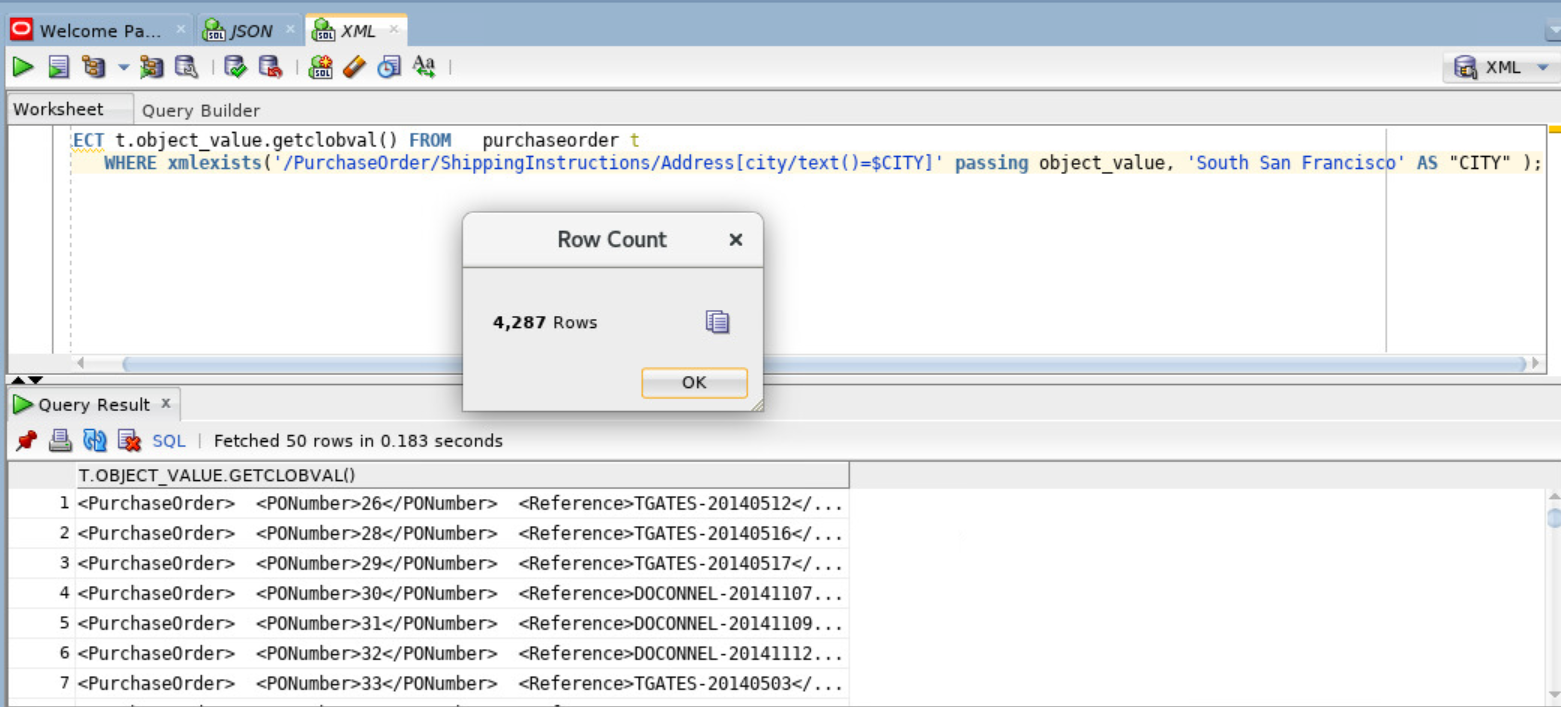 Welcome Pa...
JSON
XML
XML
Worksheet
Query Builder
ECT t.object_value.getclobval() FROM purchaseorder t
WHERE xmlexists('/PurchaseOrder/ShippingInstructions/Address[city/text()=$CITY]' passing object_value, 'South San Francisco' AS "CITY" );
Row Count
4,287 Rows
OK
Query Result
SQL | Fetched 50 rows in 0.183 seconds
T.OBJECT_VALUE.GETCLOBVAL()
1 <PurchaseOrder> <PONumber>26</PONumber> <Reference>TGATES-20140512</...
2 <PurchaseOrder> <PONumber>28</PONumber> <Reference>TGATES-20140516</...
3 <PurchaseOrder> <PONumber>29</PONumber> <Reference>TGATES-20140517</...
4 <PurchaseOrder> <PONumber>30</PONumber> <Reference>DOCONNEL-20141107...
5 <PurchaseOrder> <PONumber>31</PONumber> <Reference>DOCONNEL-20141109...
6 <PurchaseOrder> <PONumber>32</PONumber> <Reference>DOCONNEL-20141112...
7 <PurchaseOrder> <PONumber>33</PONumber> <Reference>TGATES-20140503</...